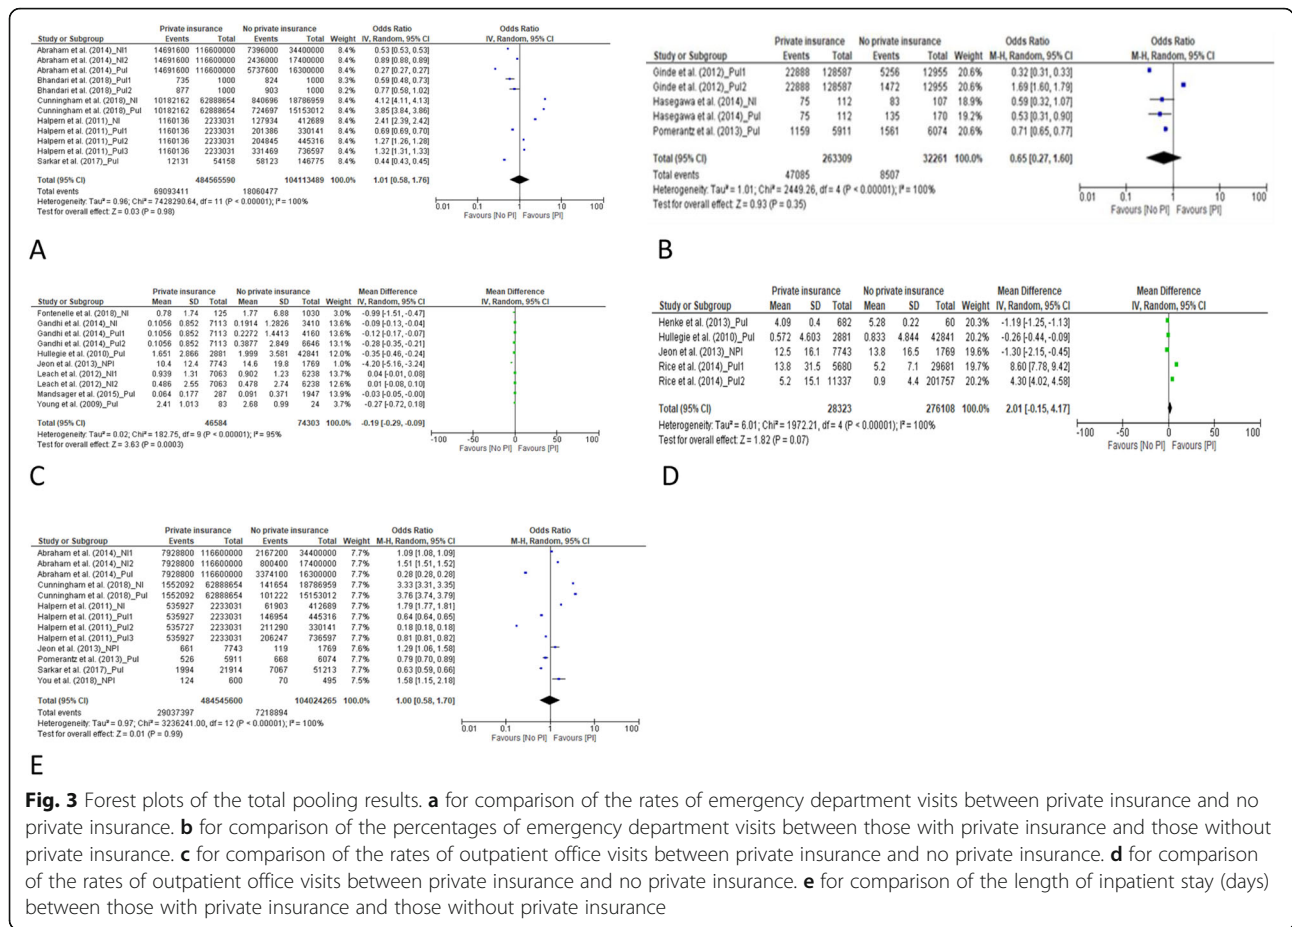 Private insurance No private insurance Odds Ratio Odds Ratio
Study or Subgroup Events Total Events Total Weight IV, Random, 95% CI IV, Random, 95% CI
Abraham et al. (2014)_NI1 14691600 116600000 7396000 34400000 8.4% 0.53 [0.53, 0.53]
Abraham et al. (2014)_NI2 14691600 116600000 2436000 17400000 8.4% 0.89 [0.88, 0.89]
Abraham et al. (2014)_Pul 14691600 116600000 5737600 16300000 8.4% 0.27 [0.27, 0.27]
Bhandari et al. (2018)_Pul1 735 1000 824 1000 8.2% 0.59 [0.48, 0.73]
Bhandari et al. (2018)_Pul2 877 1000 903 1000 8.2% 0.77 [0.58, 1.02]
Cunningham et al. (2018)_NI 10182162 62888654 840696 18786959 8.4% 4.12 [4.11, 4.13]
Cunningham et al. (2018)_Pul 10182162 62888654 724697 15153012 8.4% 3.85 [3.84, 3.86]
Halpern et al. (2011)_NI 1160136 2233031 127934 412689 8.4% 2.41 [2.39, 2.42]
Halpern et al. (2011)_Pul1 1160136 2233031 201386 330141 8.4% 0.69 [0.69, 0.70]
Halpern et al. (2011)_Pul2 1160136 2233031 204845 445316 8.4% 1.27 [1.26, 1.28]
Halpern et al. (2011)_Pul3 1160136 2233031 331469 736597 8.4% 1.32 [1.31, 1.33]
Sarkar et al. (2017)_Pul 12131 54158 58123 146775 8.4% 0.44 [0.43, 0.45]
Total (95% CI) 484565590 104113489 100.0% 1.01 [0.58, 1.76]
Total events 69093411 18060477
Heterogeneity: Tau² = 0.96; Chi² = 7428290.64, df = 11 (P < 0.00001); I² = 100%
Test for overall effect: Z = 0.03 (P = 0.98)
0.01 0.1 1 10 100
Favours [No PI] Favours [PI]
A
Private insurance No private insurance Odds Ratio Odds Ratio
Study or Subgroup Events Total Events Total Weight M-H, Random, 95% CI M-H, Random, 95% CI
Ginde et al. (2012)_Pul1 22888 128587 5256 12955 20.6% 0.32 [0.31, 0.33]
Ginde et al. (2012)_Pul2 22888 128587 1472 12955 20.6% 1.69 [1.60, 1.79]
Hasegawa et al. (2014)_NI 75 112 83 107 18.9% 0.59 [0.32, 1.07]
Hasegawa et al. (2014)_Pul 75 112 135 170 19.2% 0.53 [0.31, 0.90]
Pomerantz et al. (2013)_Pul 1159 5911 1561 6074 20.6% 0.71 [0.65, 0.77]
Total (95% CI) 263309 32261 100.0% 0.65 [0.27, 1.60]
Total events 47085 8507
Heterogeneity: Tau² = 1.01; Chi² = 2449.26, df = 4 (P < 0.00001); I² = 100%
Test for overall effect: Z = 0.93 (P = 0.35)
0.01 0.1 1 10 100
Favours [No PI] Favours [PI]
B
Private insurance No private insurance Mean Difference Mean Difference
Study or Subgroup Mean SD Total Mean SD Total Weight IV, Random, 95% CI IV, Random, 95% CI
Fontenelle et al. (2018)_NI 0.78 1.74 125 1.77 6.88 1030 3.0% -0.99 [-1.51, -0.47]
Gandhi et al. (2014)_NI 0.1056 0.852 7113 0.1914 1.2826 3410 14.0% -0.09 [-0.13, -0.04]
Gandhi et al. (2014)_Pul1 0.1056 0.852 7113 0.2272 1.4413 4160 14.0% -0.12 [-0.17, -0.07]
Gandhi et al. (2014)_Pul2 0.1056 0.852 7113 0.3877 2.849 6646 13.4% -0.28 [-0.35, -0.21]
Hullegie et al. (2010)_Pul 1.651 2.866 2881 1.999 3.581 42841 11.9% -0.35 [-0.46, -0.24]
Jeon et al. (2013)_NPI 10.4 12.4 7743 14.6 19.8 1769 1.0% -4.20 [-5.16, -3.24]
Leach et al. (2012)_NI1 0.939 1.31 7063 0.902 1.23 6238 13.9% 0.04 [-0.01, 0.08]
Leach et al. (2012)_NI2 0.486 2.55 7063 0.478 2.74 6238 12.8% 0.01 [-0.08, 0.10]
Mandsager et al. (2015)_Pul 0.064 0.177 287 0.091 0.371 1947 14.3% -0.03 [-0.05, -0.00]
Young et al. (2009)_Pul 2.41 1.013 83 2.68 0.99 24 3.7% -0.27 [-0.72, 0.18]
Total (95% CI) 46584 74303 100.0% -0.19 [-0.29, -0.09]
Heterogeneity: Tau² = 0.02; Chi² = 182.75, df = 9 (P < 0.00001); I² = 95%
Test for overall effect: Z = 3.63 (P = 0.0003)
-100 -50 0 50 100
Favours [No PI] Favours [PI]
C
Private insurance No private insurance Mean Difference Mean Difference
Study or Subgroup Mean SD Total Mean SD Total Weight IV, Random, 95% CI IV, Random, 95% CI
Henke et al. (2013)_Pul 4.09 0.4 682 5.28 0.22 60 20.3% -1.19 [-1.25, -1.13]
Hullegie et al. (2010)_Pul 0.572 4.603 2881 0.833 4.844 42841 20.2% -0.26 [-0.44, -0.09]
Jeon et al. (2013)_NPI 12.5 16.1 7743 13.8 16.5 1769 19.4% -1.30 [-2.15, -0.45]
Rice et al. (2014)_Pul1 13.8 31.5 5680 5.2 7.1 29681 19.4% 8.60 [7.78, 9.42]
Rice et al. (2014)_Pul2 5.2 15.1 11337 0.9 4.4 201757 20.2% 4.30 [4.02, 4.58]
Total (95% CI) 28323 276108 100.0% 2.01 [-0.15, 4.17]
Heterogeneity: Tau² = 6.01; Chi² = 1972.21, df = 4 (P < 0.00001); I² = 100%
Test for overall effect: Z = 1.82 (P = 0.07)
-100 -50 0 50 100
Favours [No PI] Favours [PI]
D
Private insurance No private insurance Odds Ratio Odds Ratio
Study or Subgroup Events Total Events Total Weight M-H, Random, 95% CI M-H, Random, 95% CI
Abraham et al. (2014)_NI1 7928800 116600000 2167200 34400000 7.7% 1.09 [1.08, 1.09]
Abraham et al. (2014)_NI2 7928800 116600000 800400 17400000 7.7% 1.51 [1.51, 1.52]
Abraham et al. (2014)_Pul 7928800 116600000 3374100 16300000 7.7% 0.28 [0.28, 0.28]
Cunningham et al. (2018)_NI 1552092 62888654 141654 18786959 7.7% 3.33 [3.31, 3.35]
Cunningham et al. (2018)_Pul 1552092 62888654 101222 15153012 7.7% 3.76 [3.74, 3.79]
Halpern et al. (2011)_NI 535927 2233031 61903 412689 7.7% 1.79 [1.77, 1.81]
Halpern et al. (2011)_Pul1 535927 2233031 146954 445316 7.7% 0.64 [0.64, 0.65]
Halpern et al. (2011)_Pul2 535727 2233031 211290 330141 7.7% 0.18 [0.18, 0.18]
Halpern et al. (2011)_Pul3 535927 2233031 206247 736597 7.7% 0.81 [0.81, 0.82]
Jeon et al. (2013)_NPI 661 7743 119 1769 7.7% 1.29 [1.06, 1.58]
Pomerantz et al. (2013)_Pul 526 5911 668 6074 7.7% 0.79 [0.70, 0.89]
Sarkar et al. (2017)_Pul 1994 21914 7067 51213 7.7% 0.63 [0.59, 0.66]
You et al. (2018)_NPI 124 600 70 495 7.5% 1.58 [1.15, 2.18]
Total (95% CI) 484545600 104024265 100.0% 1.00 [0.58, 1.70]
Total events 29037397 7218894
Heterogeneity: Tau² = 0.97; Chi² = 3236241.00, df = 12 (P < 0.00001); I² = 100%
Test for overall effect: Z = 0.01 (P = 0.99)
0.01 0.1 1 10 100
Favours [No PI] Favours [PI]
E
Fig. 3 Forest plots of the total pooling results. a for comparison of the rates of emergency department visits between private insurance and no
private insurance. b for comparison of the percentages of emergency department visits between those with private insurance and those without
private insurance. c for comparison of the rates of outpatient office visits between private insurance and no private insurance. d for comparison
of the rates of outpatient office visits between private insurance and no private insurance. e for comparison of the length of inpatient stay (days)
between those with private insurance and those without private insurance